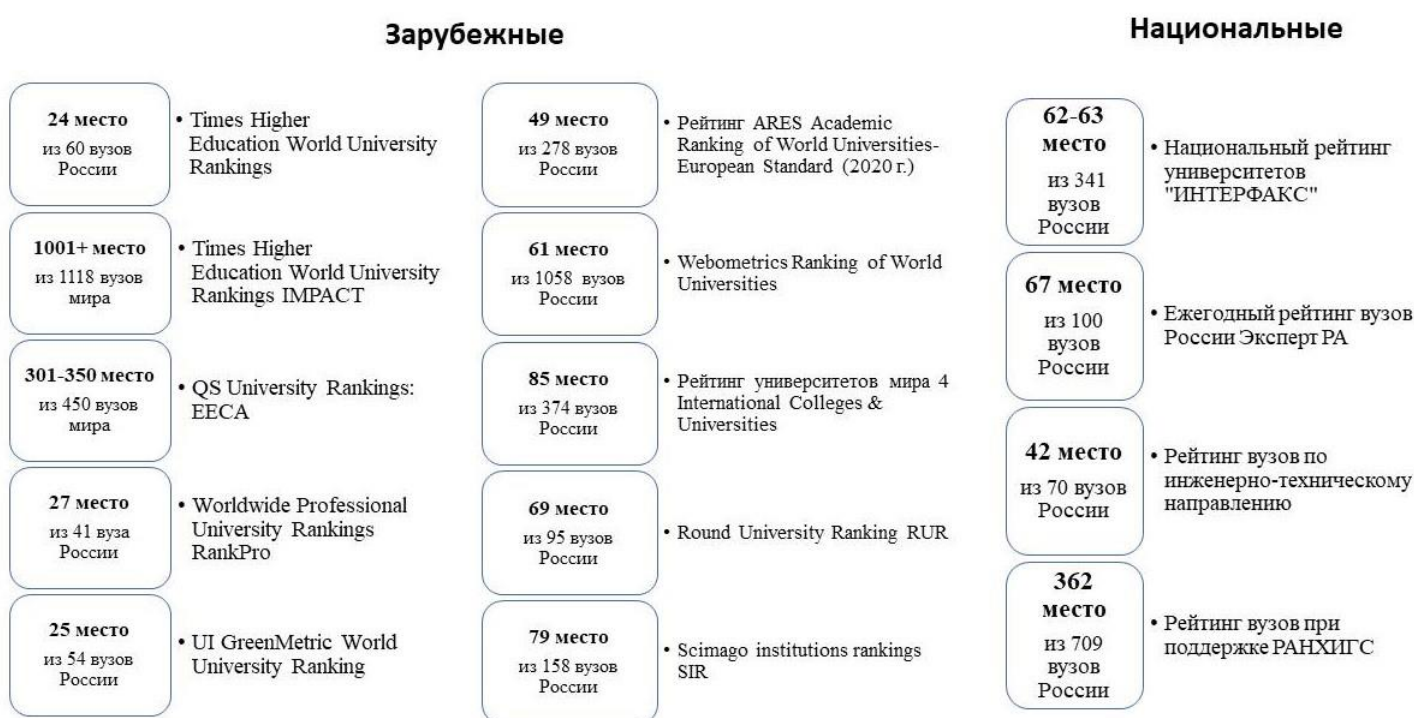 Зарубежные
24 место
из 60 вузов
России
• Times Higher
Education World University
Rankings
1001+ место
из 1118 вузов
мира
• Times Higher
Education World University
Rankings IMPACT
301-350 место
из 450 вузов
мира
• QS University Rankings:
EECA
27 место
из 41 вуза
России
• Worldwide Professional
University Rankings
RankPro
25 место
из 54 вузов
России
• UI GreenMetric World
University Ranking
49 место
из 278 вузов
России
• Рейтинг ARES Academic
Ranking of World Universities-
European Standard (2020 г.)
61 место
из 1058 вузов
России
• Webometrics Ranking of World
Universities
85 место
из 374 вузов
России
• Рейтинг университетов мира 4
International Colleges &
Universities
69 место
из 95 вузов
России
• Round University Ranking RUR
79 место
из 158 вузов
России
• Scimago institutions rankings
SIR
Национальные
62-63
место
из 341
вузов
России
• Национальный рейтинг
университетов
"ИНТЕРФАКС"
67 место
из 100
вузов
России
• Ежегодный рейтинг вузов
России Эксперт РА
42 место
из 70 вузов
России
• Рейтинг вузов по
инженерно-техническому
направлению
362
место
из 709
вузов
России
• Рейтинг вузов при
поддержке РАНХИГС